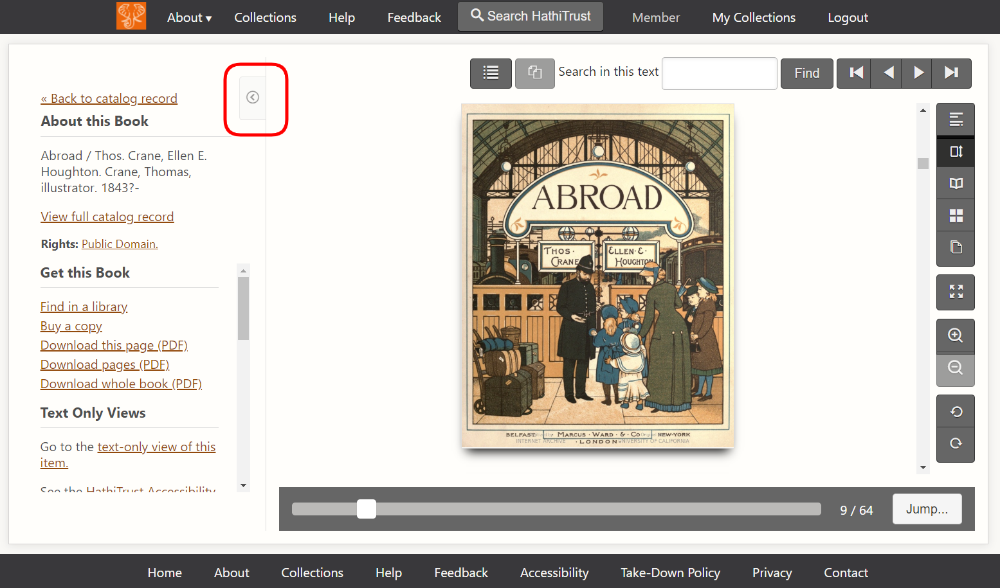 About ▾ Collections Help Feedback Search HathiTrust Member My Collections Logout
« Back to catalog record
About this Book
Abroad / Thos. Crane, Ellen E.
Houghton. Crane, Thomas,
illustrator. 1843?-
View full catalog record
Rights: Public Domain.
Get this Book
Find in a library
Buy a copy
Download this page (PDF)
Download pages (PDF)
Download whole book (PDF)
Text Only Views
Go to the text-only view of this
item.
See the HathiTrust Accessibility
Search in this text Find
ABROAD
THOS.
CRANE
ELLEN·E·
HOUGHTON
BELFAST MARCUS · WARD · & · Co NEW-YORK
· LONDON ·
INTERNET ARCHIVE
Original
UNIVERSITY OF CALIFORNIA
9 / 64 Jump...
Home About Collections Help Feedback Accessibility Take-Down Policy Privacy Contact